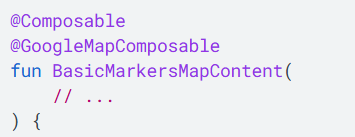 @Composable
@GoogleMapComposable
fun BasicMarkersMapContent(
    // ...
) {